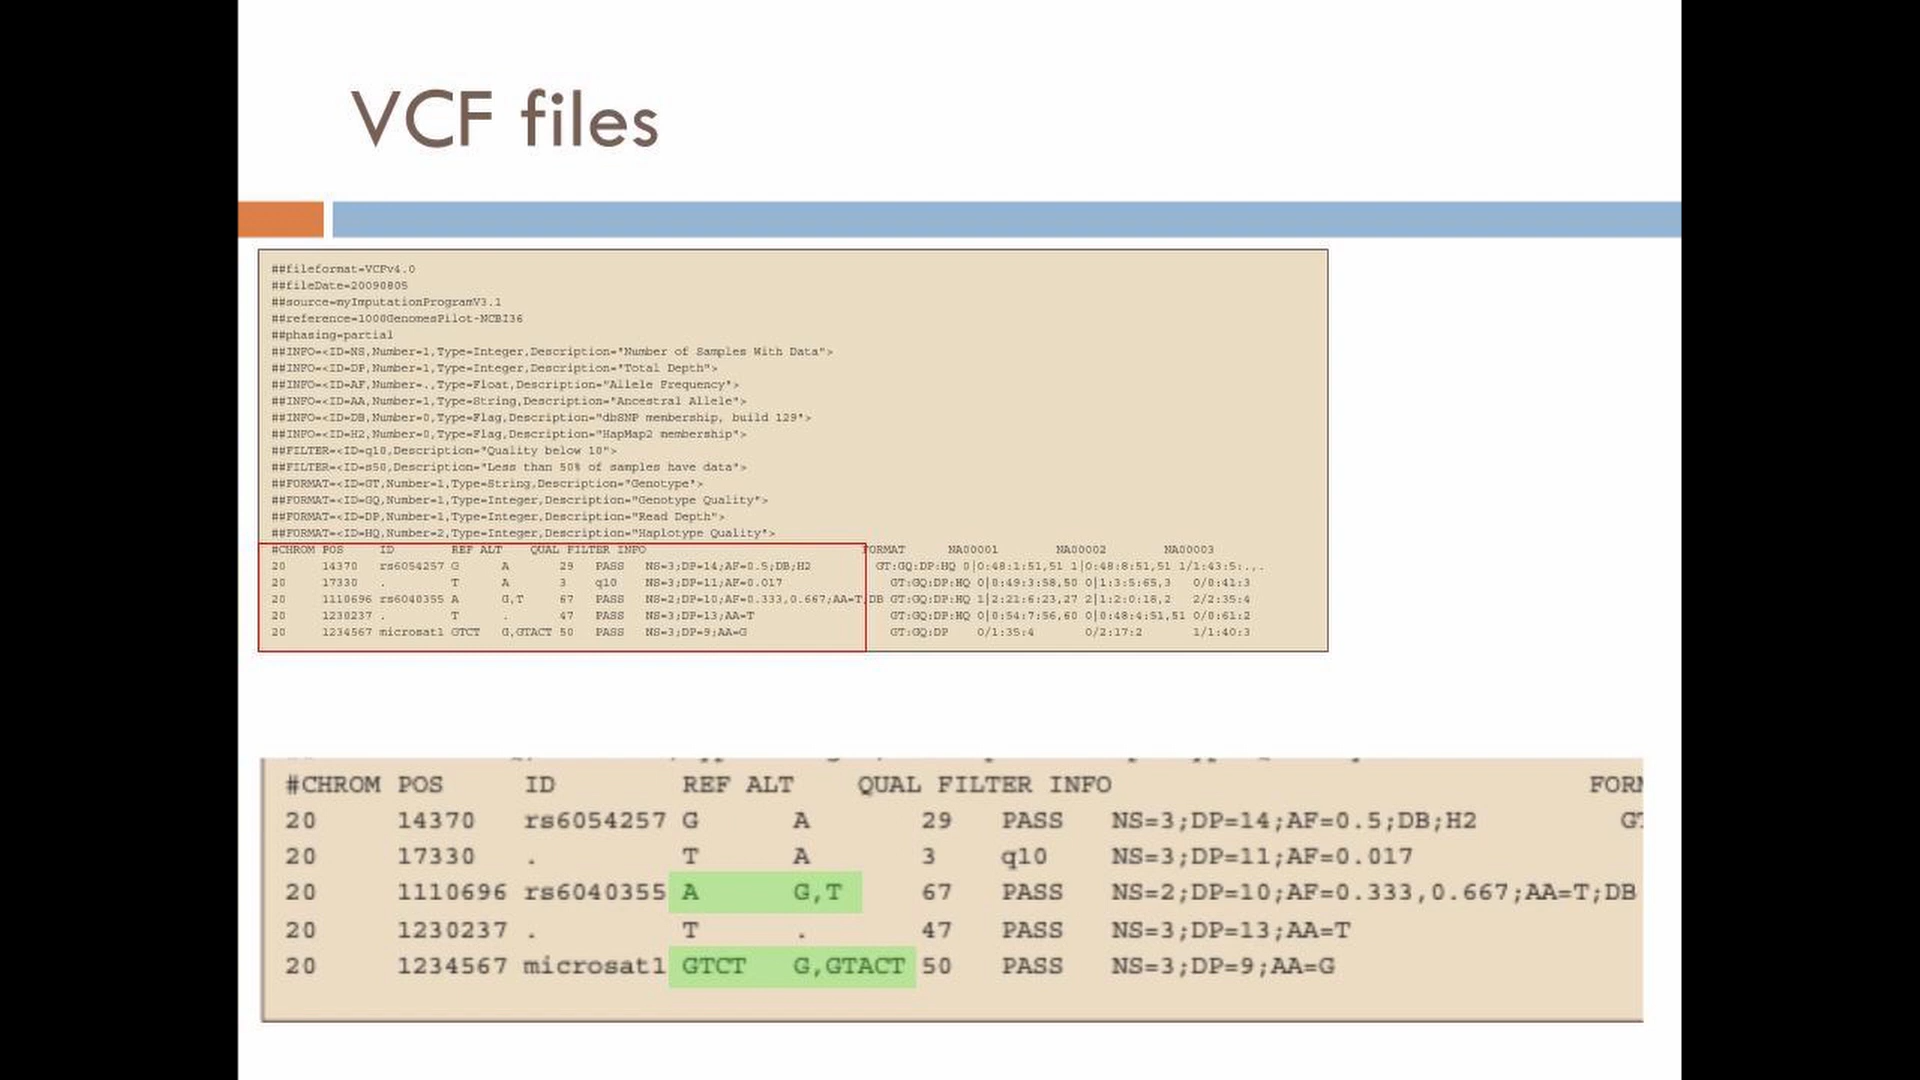 VCF files
##fileformat=VCFv4.0
##fileDate=20090805
##source=myImputationProgramV3.1
##reference=1000GenomesPilot-NCBI36
##phasing=partial
##INFO=<ID=NS,Number=1,Type=Integer,Description="Number of Samples With Data">
##INFO=<ID=DP,Number=1,Type=Integer,Description="Total Depth">
##INFO=<ID=AF,Number=.,Type=Float,Description="Allele Frequency">
##INFO=<ID=AA,Number=1,Type=String,Description="Ancestral Allele">
##INFO=<ID=DB,Number=0,Type=Flag,Description="dbSNP membership, build 129">
##INFO=<ID=H2,Number=0,Type=Flag,Description="HapMap2 membership">
##FILTER=<ID=q10,Description="Quality below 10">
##FILTER=<ID=s50,Description="Less than 50% of samples have data">
##FORMAT=<ID=GT,Number=1,Type=String,Description="Genotype">
##FORMAT=<ID=GQ,Number=1,Type=Integer,Description="Genotype Quality">
##FORMAT=<ID=DP,Number=1,Type=Integer,Description="Read Depth">
##FORMAT=<ID=HQ,Number=2,Type=Integer,Description="Haplotype Quality">
#CHROM POS ID REF ALT QUAL FILTER INFO FORMAT NA00001 NA00002 NA00003
20 14370 rs6054257 G A 29 PASS NS=3;DP=14;AF=0.5;DB;H2 GT:GQ:DP:HQ 0|0:48:1:51,51 1|0:48:8:51,51 1/1:43:5:.,.
20 17330 . T A 3 q10 NS=3;DP=11;AF=0.017 GT:GQ:DP:HQ 0|0:49:3:58,50 0|1:3:5:65,3 0/0:41:3
20 1110696 rs6040355 A G,T 67 PASS NS=2;DP=10;AF=0.333,0.667;AA=T;DB GT:GQ:DP:HQ 1|2:21:6:23,27 2|1:2:0:18,2 2/2:35:4
20 1230237 . T . 47 PASS NS=3;DP=13;AA=T GT:GQ:DP:HQ 0|0:54:7:56,60 0|0:48:4:51,51 0/0:61:2
20 1234567 microsat1 GTCT G,GTACT 50 PASS NS=3;DP=9;AA=G GT:GQ:DP 0/1:35:4 0/2:17:2 1/1:40:3
#CHROM POS ID REF ALT QUAL FILTER INFO FOR
20 14370 rs6054257 G A 29 PASS NS=3;DP=14;AF=0.5;DB;H2 G
20 17330 . T A 3 q10 NS=3;DP=11;AF=0.017
20 1110696 rs6040355 A G,T 67 PASS NS=2;DP=10;AF=0.333,0.667;AA=T;DB
20 1230237 . T . 47 PASS NS=3;DP=13;AA=T
20 1234567 microsat1 GTCT G,GTACT 50 PASS NS=3;DP=9;AA=G